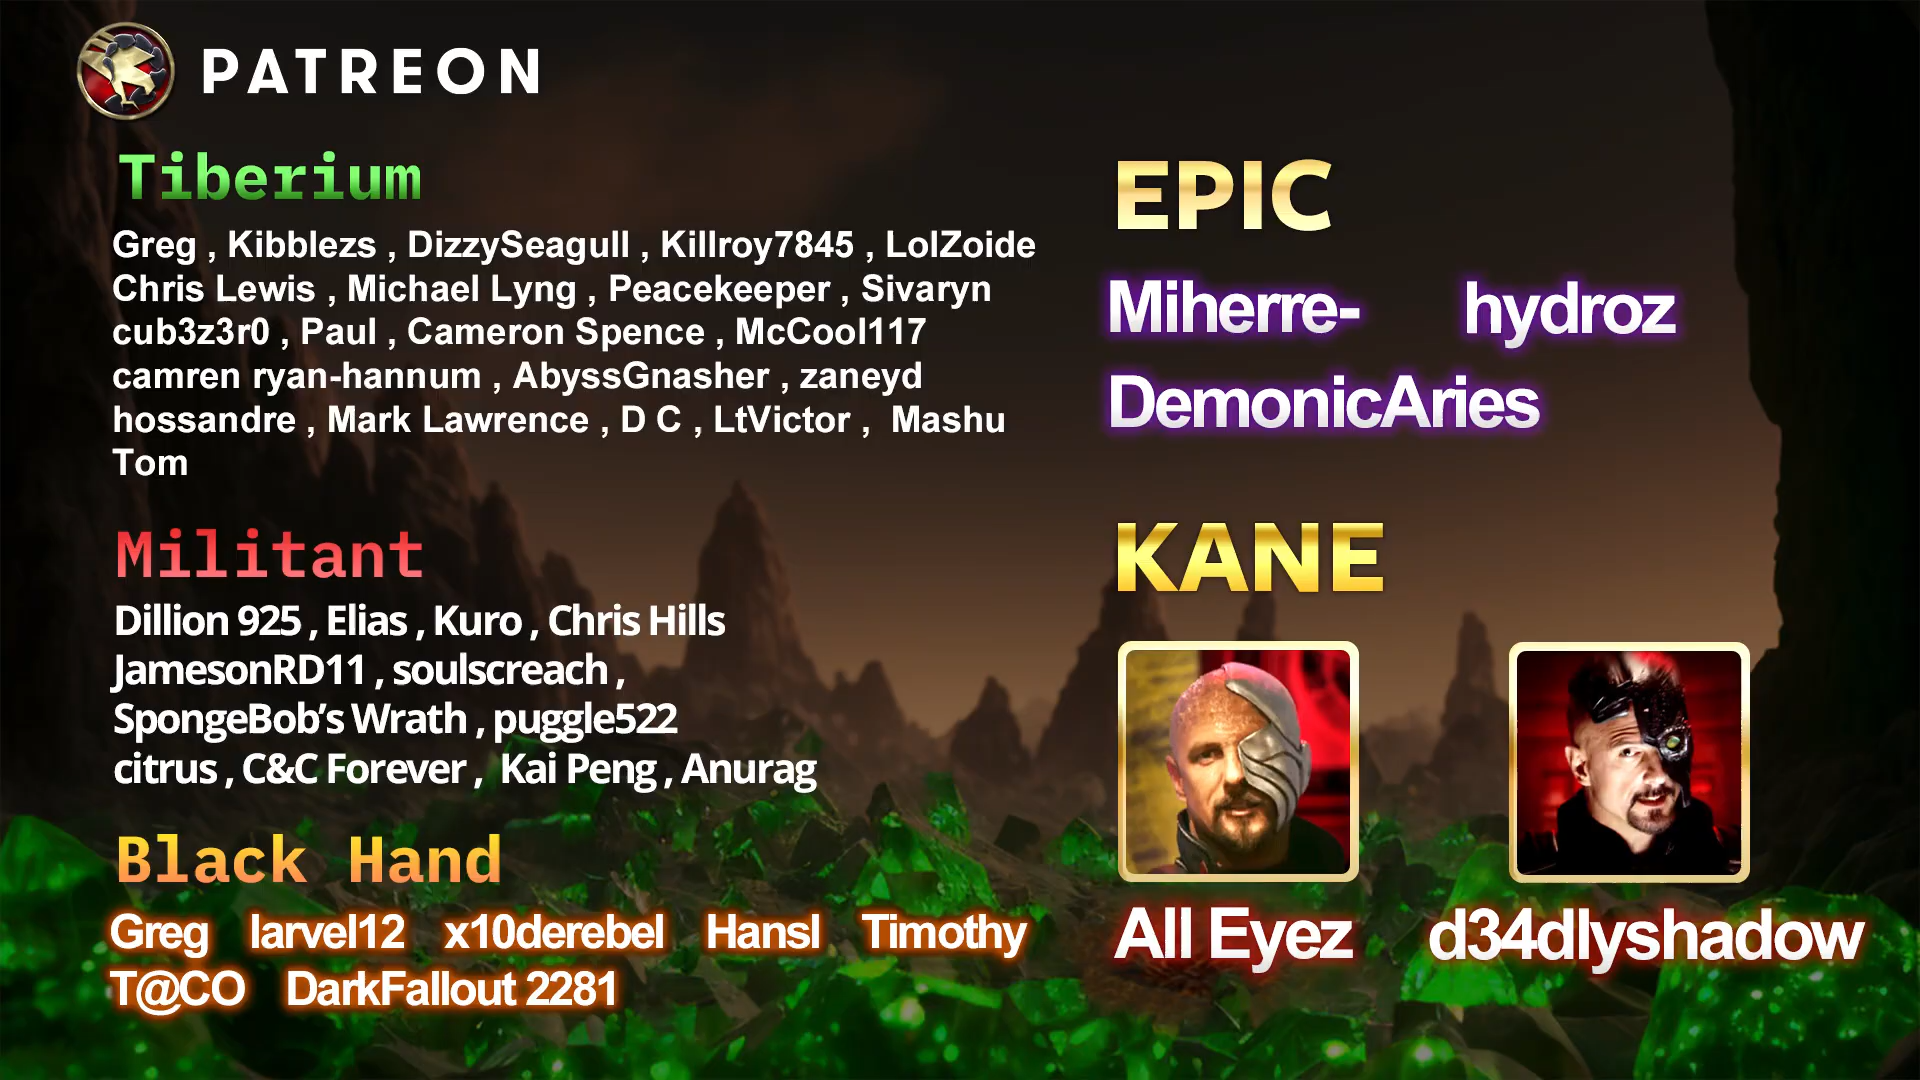 PATREON
Tiberium
Greg , Kibblezs , DizzySeagull , Killroy7845 , LolZoide
Chris Lewis , Michael Lyng , Peacekeeper , Sivaryn
cub3z3r0 , Paul , Cameron Spence , McCool117
camren ryan-hannum , AbyssGnasher , zaneyd
hossandre , Mark Lawrence , D C , LtVictor , Mashu
Tom
Militant
Dillion 925 , Elias , Kuro , Chris Hills
JamesonRD11 , soulscreach ,
SpongeBob’s Wrath , puggle522
citrus , C&C Forever , Kai Peng , Anurag
Black Hand
Greg larvel12 x10derebel Hansl Timothy
T@CO DarkFallout 2281
EPIC
Miherre- hydroz
DemonicAries
KANE
All Eyez d34dlyshadow